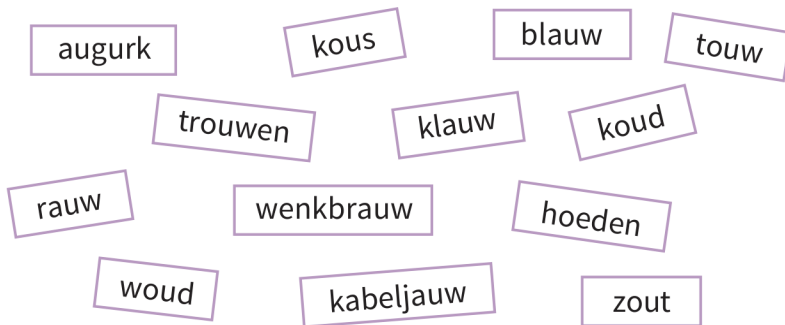 augurk
kous
blauw
touw
trouwen
klauw
koud
rauw
wenkbrauw
hoeden
woud
kabeljauw
zout